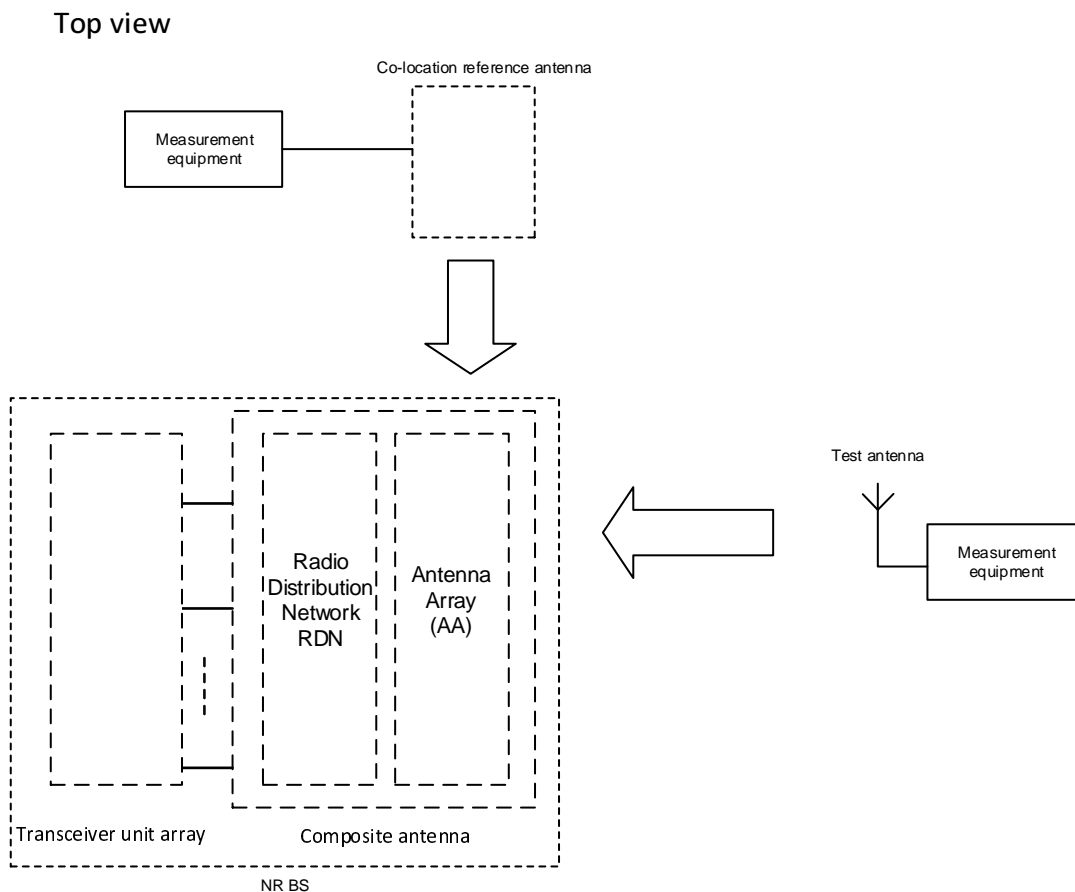 Top view
Co-location reference antenna
Measurement
equipment
Test antenna
Measurement
equipment
Radio
Distribution
Network
RDN
Antenna
Array
(AA)
Transceiver unit array
Composite antenna
NR BS